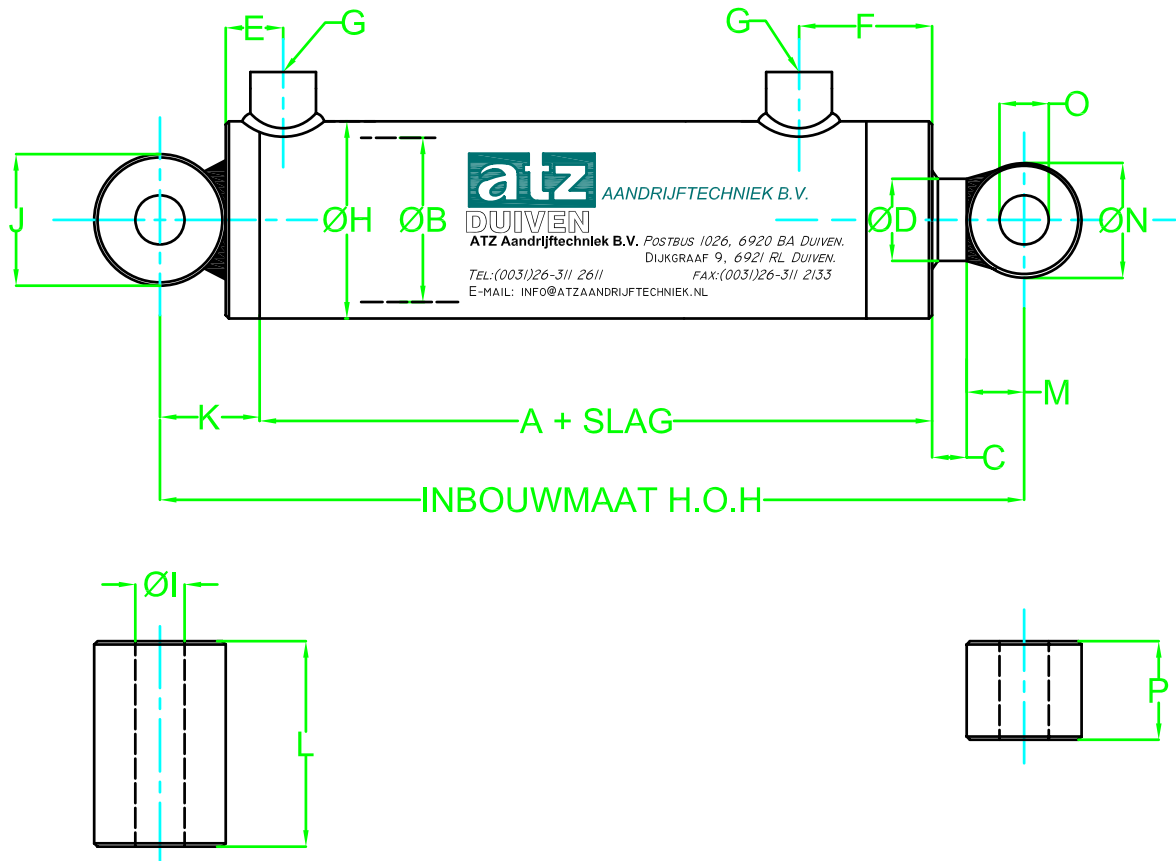 E G G F
O
J ØH ØB ØD ØN
atz AANDRIJFTECHNIEK B.V.
DUIVEN
ATZ Aandrijftechniek B.V. POSTBUS 1026, 6920 BA DUIVEN.
DIJKGRAAF 9, 6921 RL DUIVEN.
TEL:(0031)26-311 2611 FAX:(0031)26-311 2133
E-MAIL: INFO@ATZAANDRIJFTECHNIEK.NL
K A + SLAG M
C
INBOUWMAAT H.O.H
ØI
L P